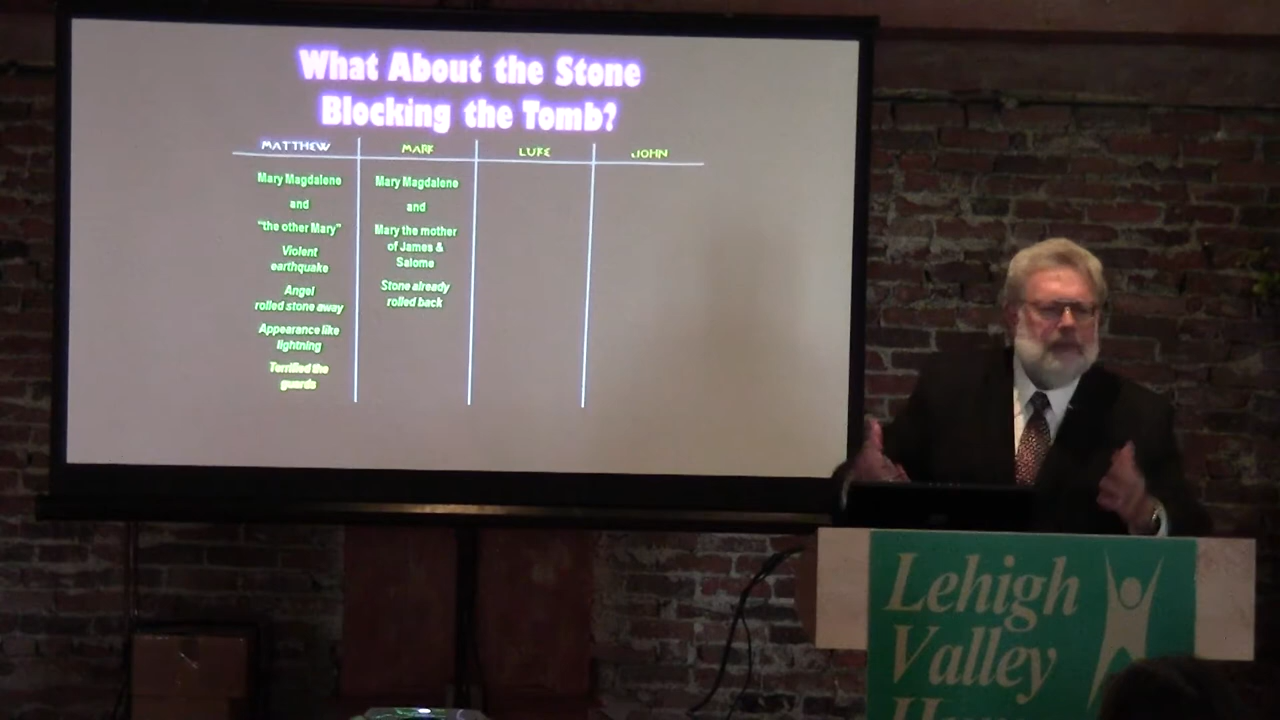 What About the Stone
Blocking the Tomb?
MATTHEW MARK LUKE JOHN
Mary Magdalene
and
"the other Mary"
Violent
earthquake
Angel
rolled stone away
Appearance like
lightning
Terrified the
guards
Mary Magdalene
and
Mary the mother
of James &
Salome
Stone already
rolled back
Lehigh
Valley